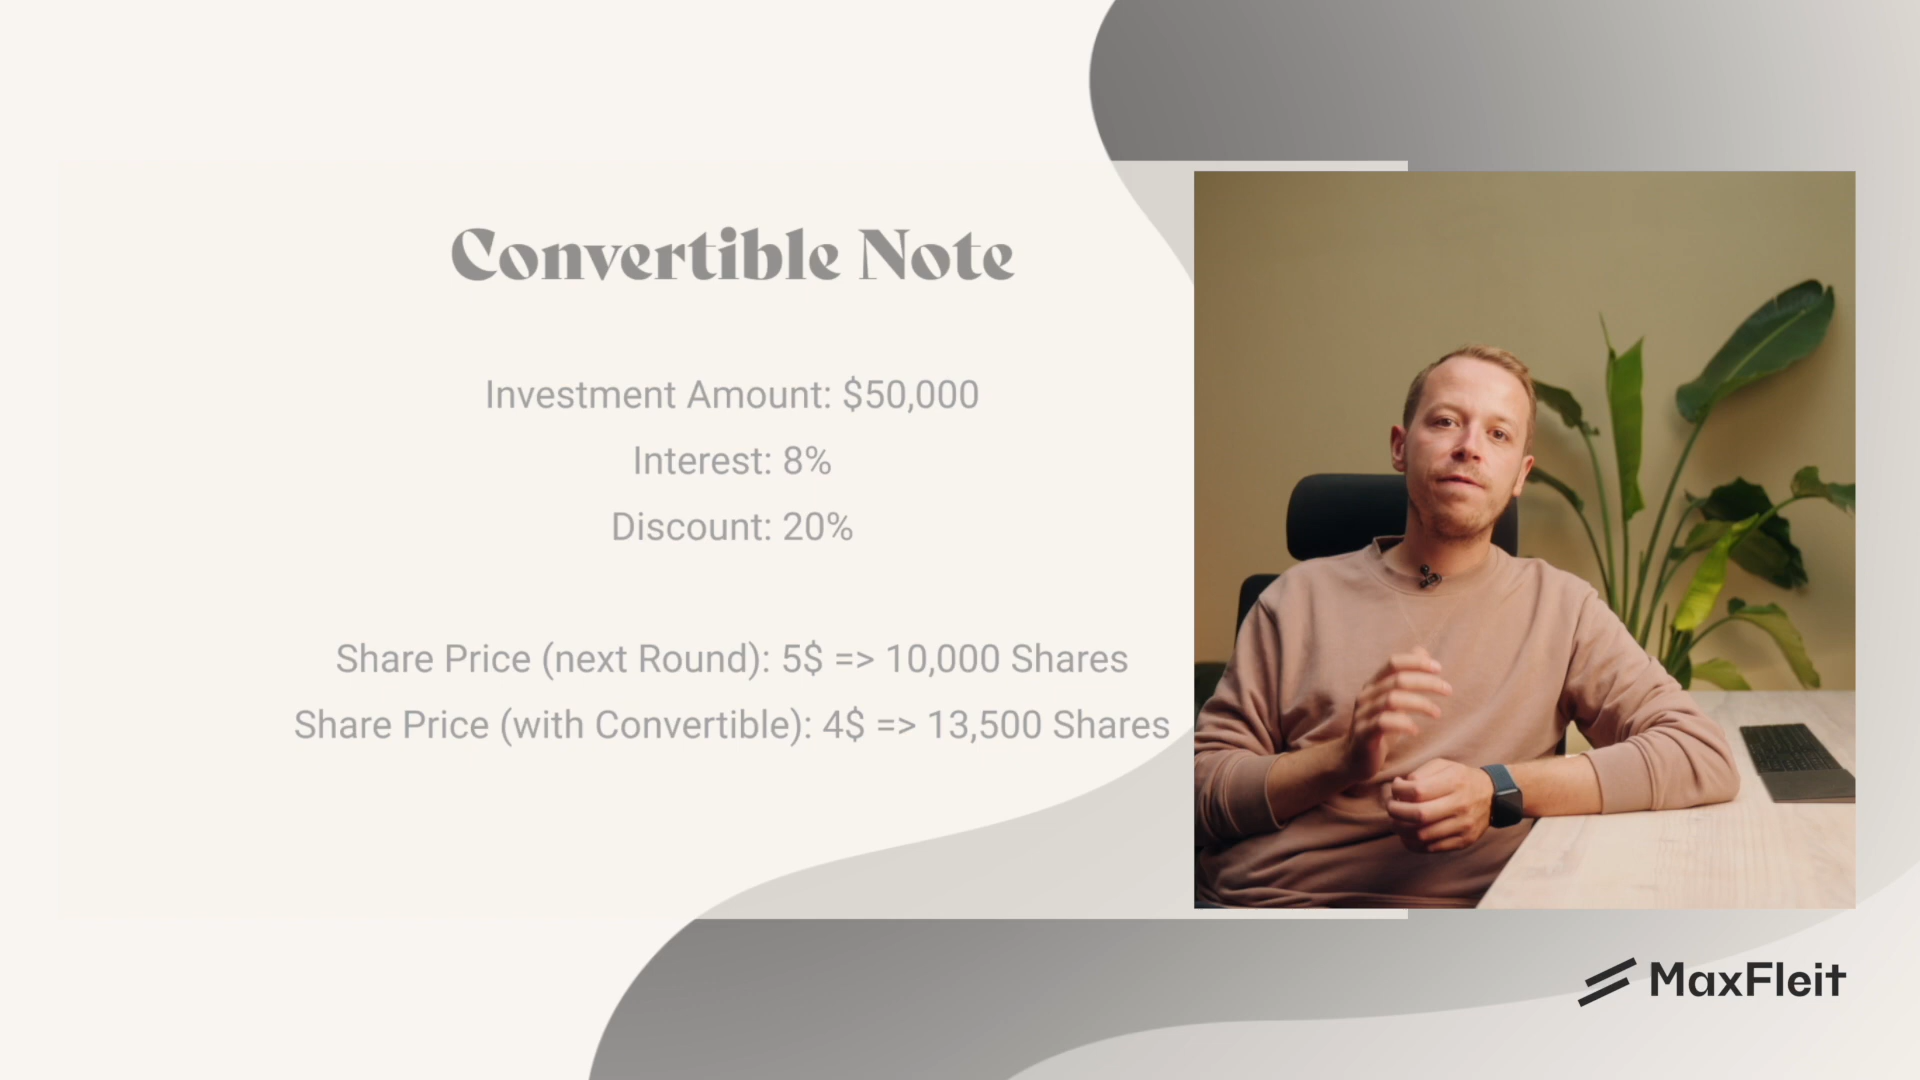 Convertible Note
Investment Amount: $50,000
Interest: 8%
Discount: 20%
Share Price (next Round): 5$ => 10,000 Shares
Share Price (with Convertible): 4$ => 13,500 Shares
MaxFleit